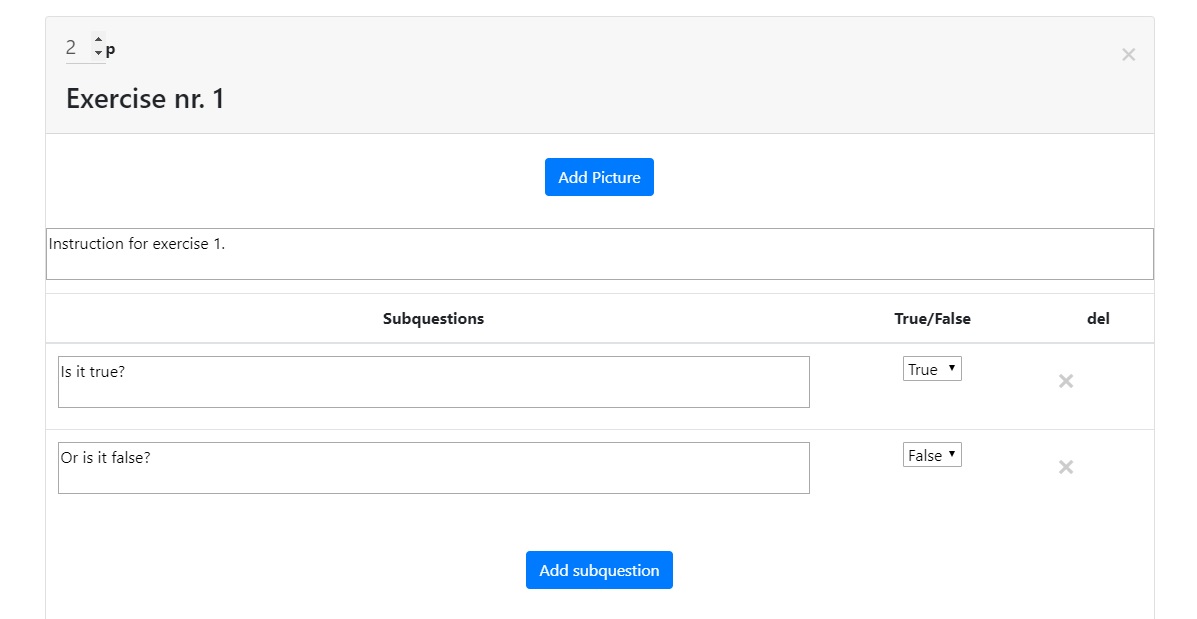 2 p
Exercise nr. 1
Add Picture
Instruction for exercise 1.
Subquestions True/False del
Is it true? True
Or is it false? False
Add subquestion